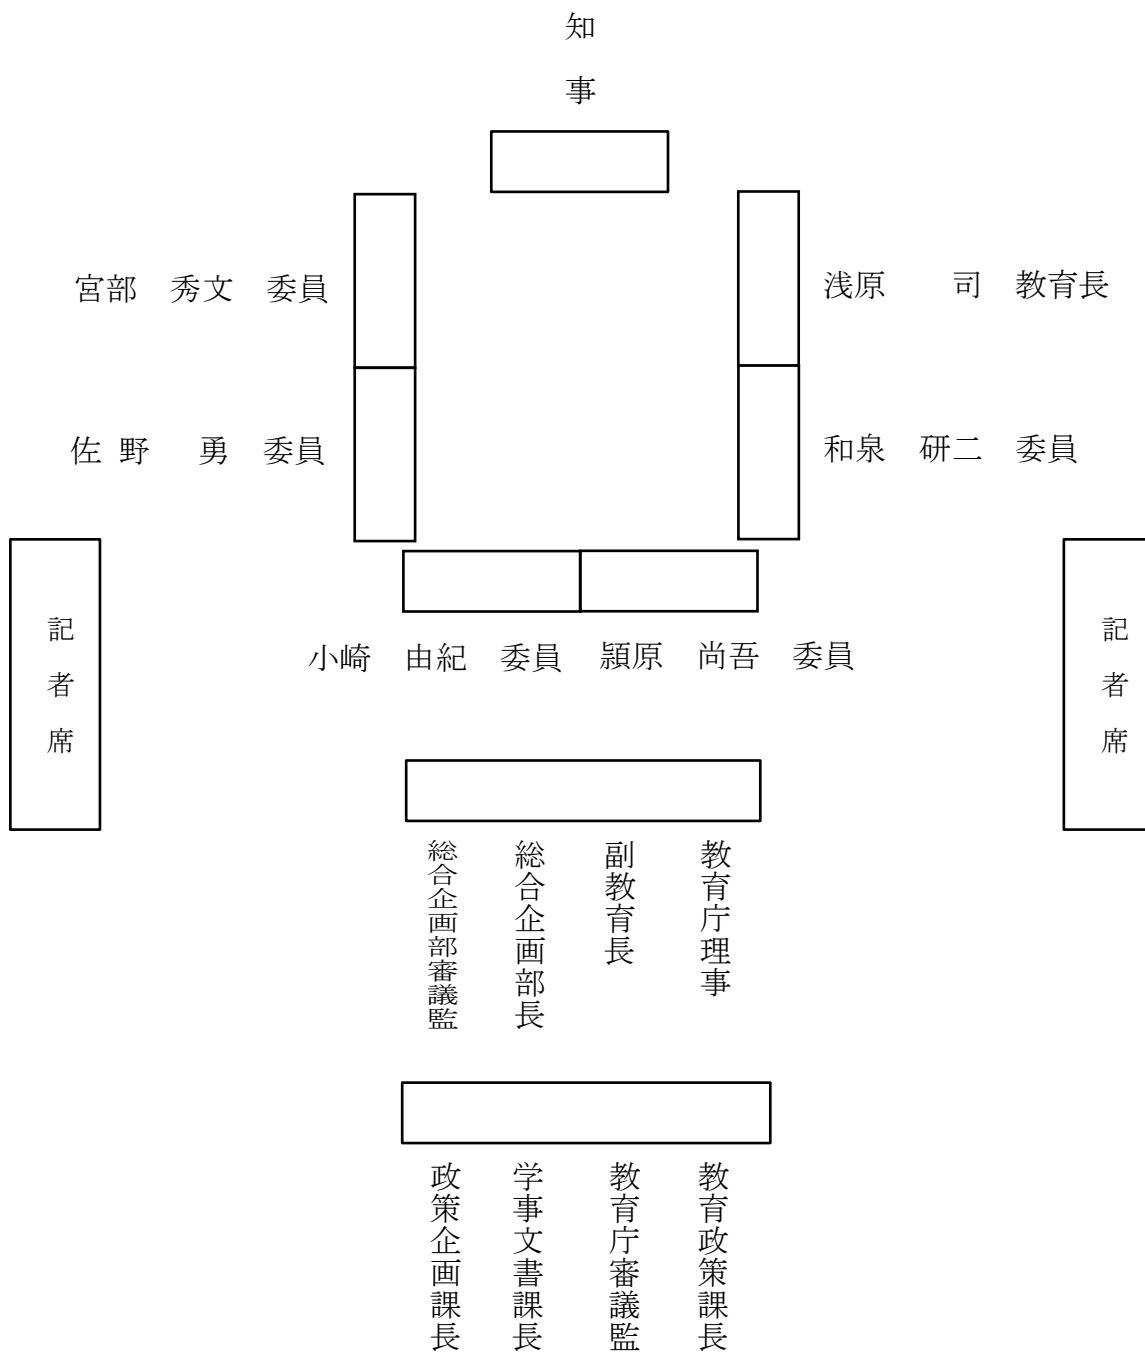 知事
宮部　秀文　委員
浅原　　司　教育長
佐野　勇　委員
和泉　研二　委員
記者席
記者席
小崎　由紀　委員
頴原　尚吾　委員
総合企画部審議監
総合企画部長
副教育長
教育庁理事
政策企画課長
学事文書課長
教育庁審議監
教育政策課長